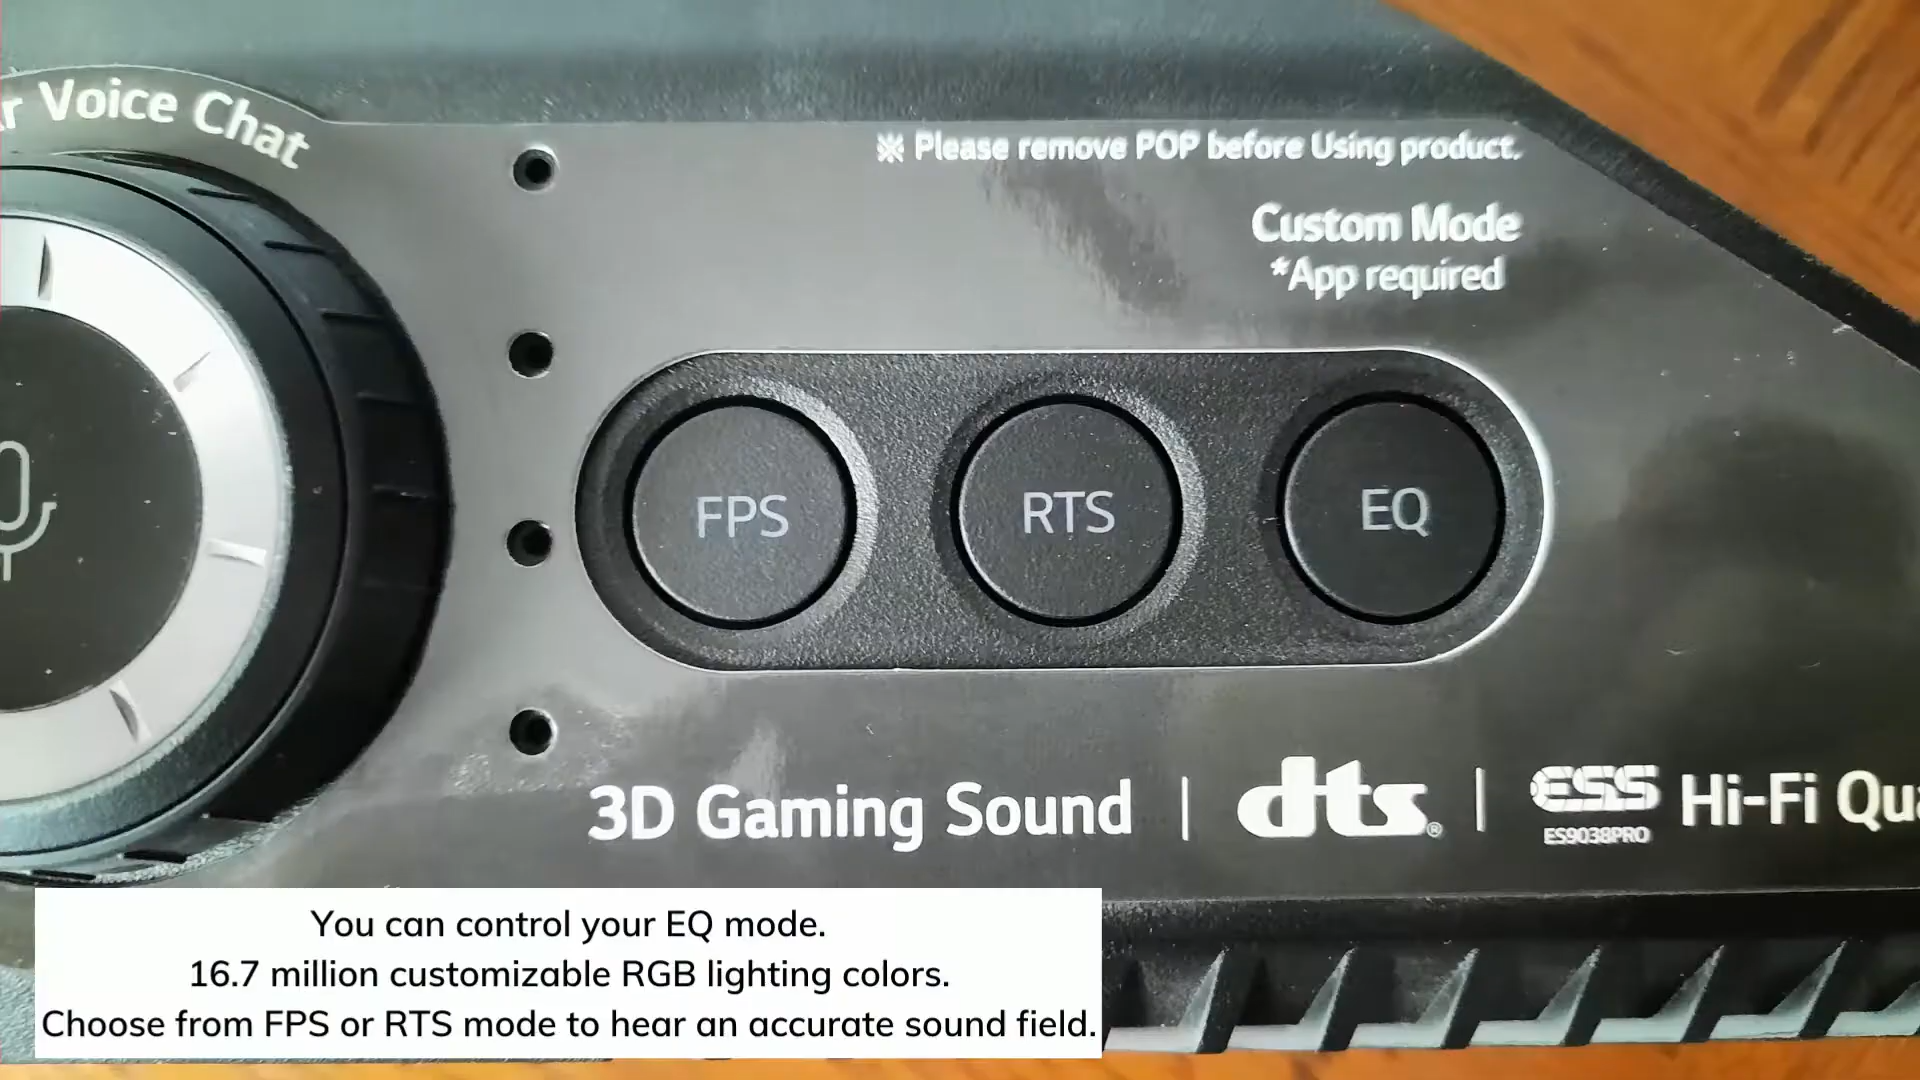 r Voice Chat
※ Please remove POP before Using product.
Custom Mode
*App required
FPS
RTS
EQ
3D Gaming Sound | dts® | ESS Hi-Fi Qua
ES9038PRO
You can control your EQ mode.
16.7 million customizable RGB lighting colors.
Choose from FPS or RTS mode to hear an accurate sound field.